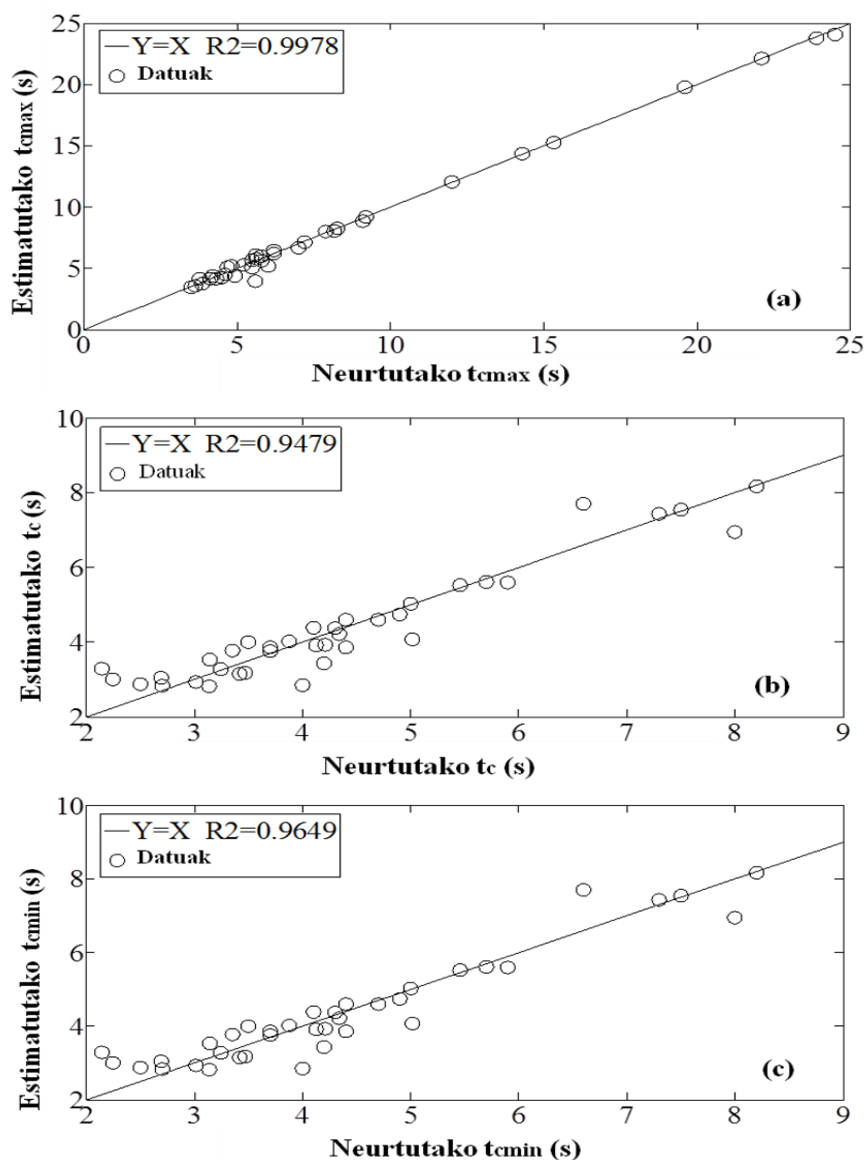 25
20
15
10
5
0
Estimatutako tcmax (s)
Y=X R2=0.9978
Datuak
(a)
0 5 10 15 20 25
Neurtutako tcmax (s)
10
8
6
4
2
Estimatutako tc (s)
Y=X R2=0.9479
Datuak
(b)
2 3 4 5 6 7 8 9
Neurtutako tc (s)
10
8
6
4
2
Estimatutako tcmin (s)
Y=X R2=0.9649
Datuak
(c)
2 3 4 5 6 7 8 9
Neurtutako tcmin (s)